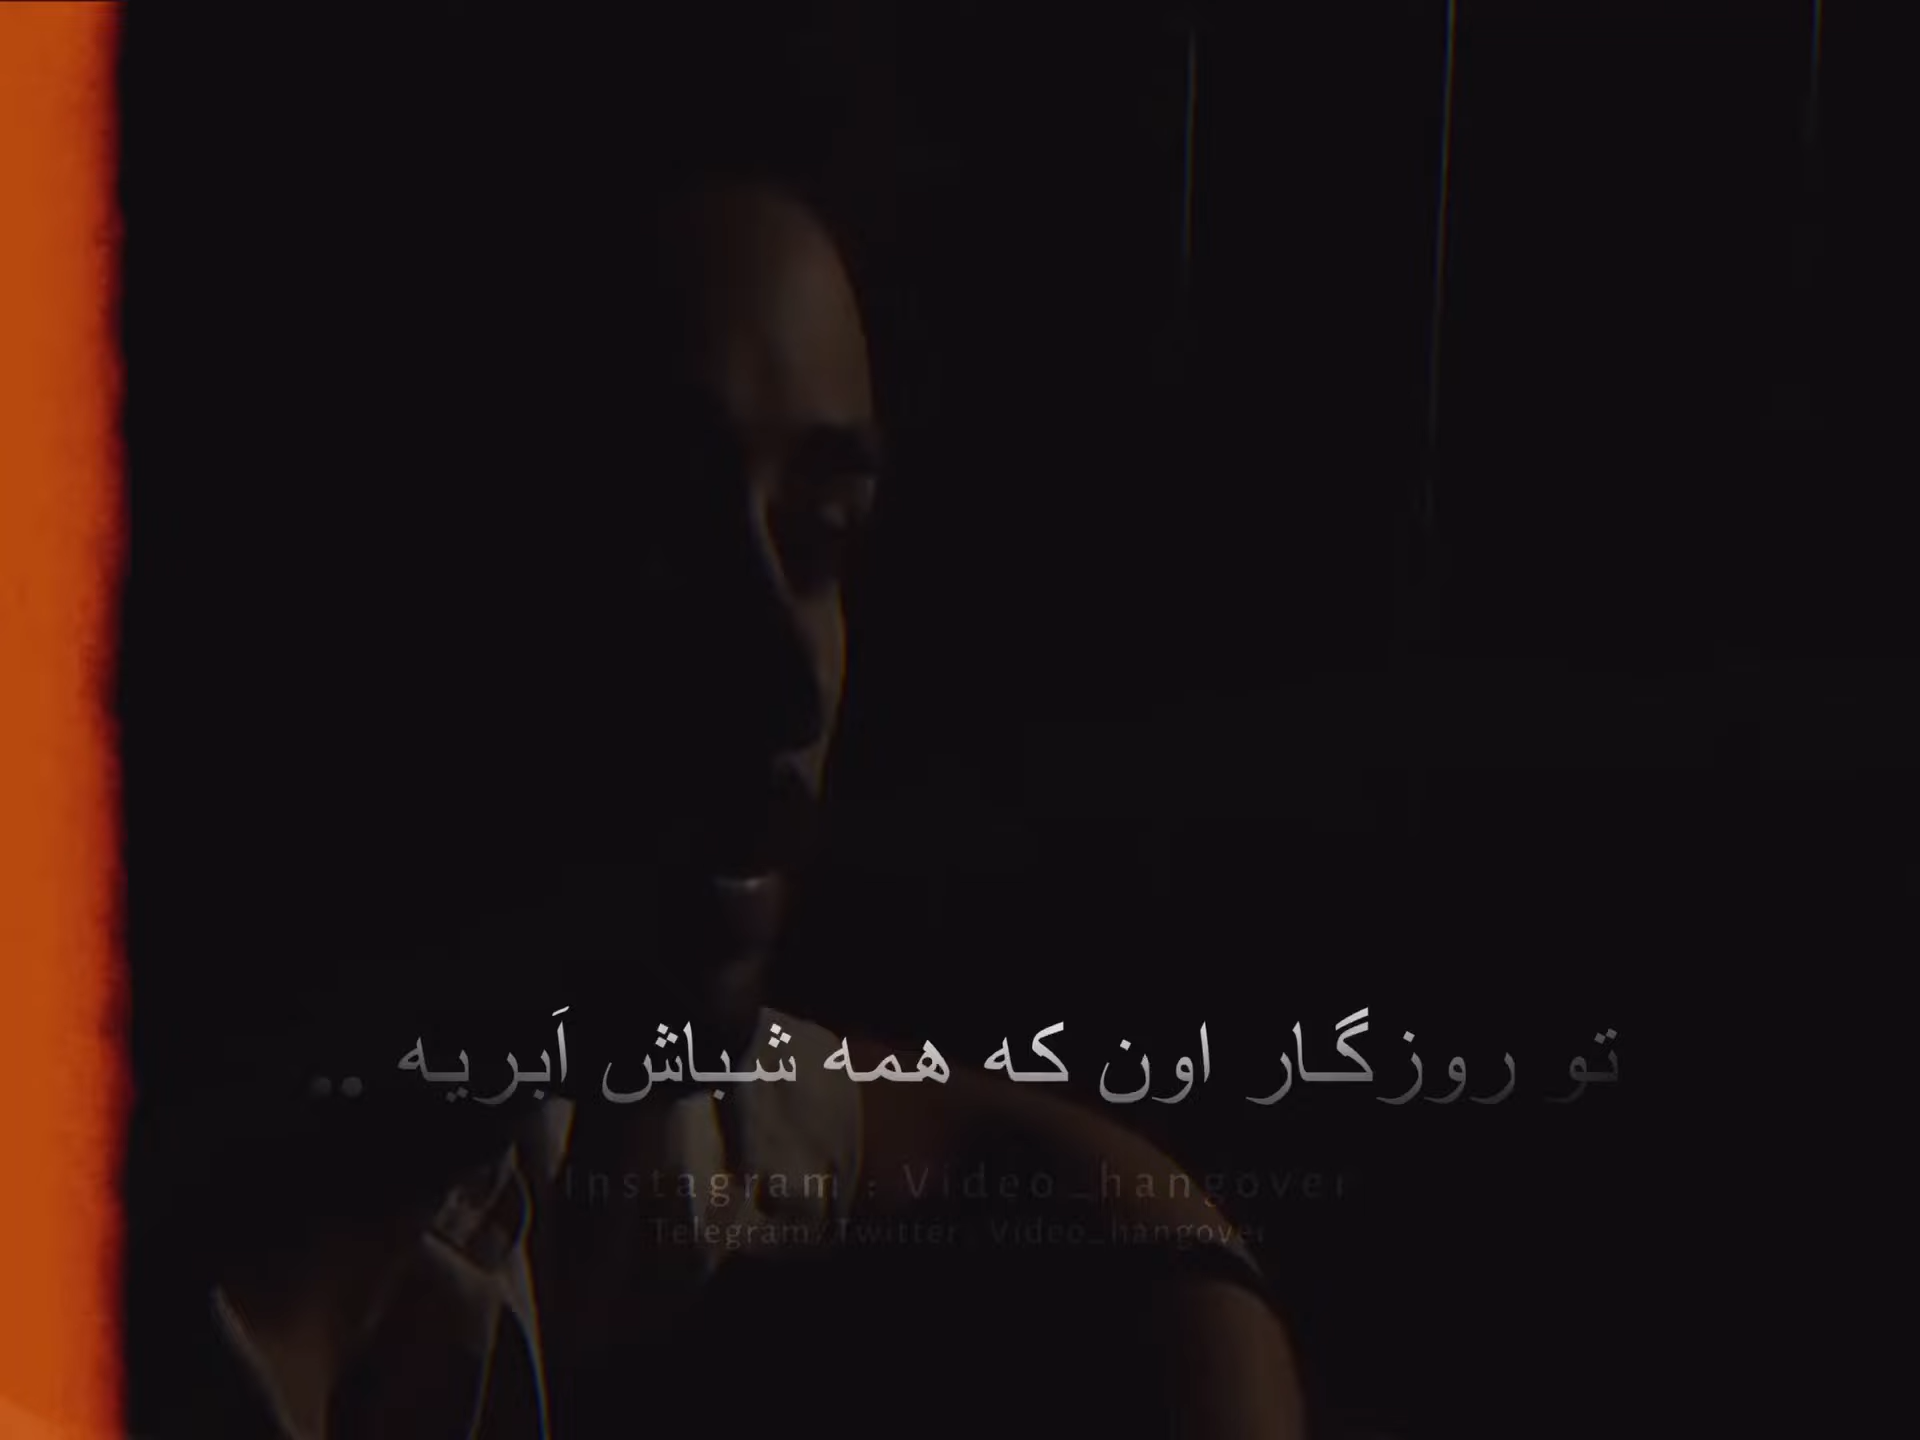 تو روزگار اون که همه شباش اَبریه ..
Instagram : Video_hangover
Telegram/Twitter : Video_hangover